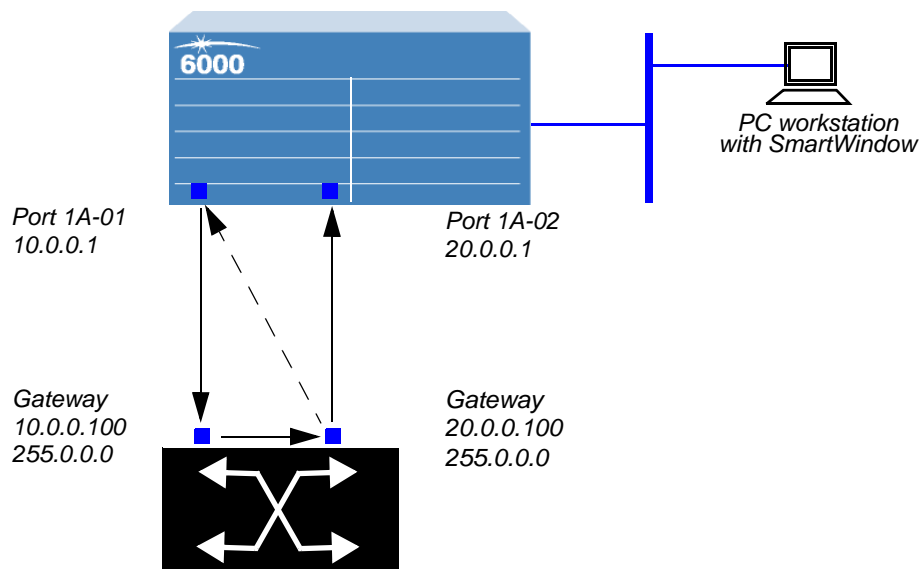 6000
PC workstation
with SmartWindow
Port 1A-01
10.0.0.1
Port 1A-02
20.0.0.1
Gateway
10.0.0.100
255.0.0.0
Gateway
20.0.0.100
255.0.0.0